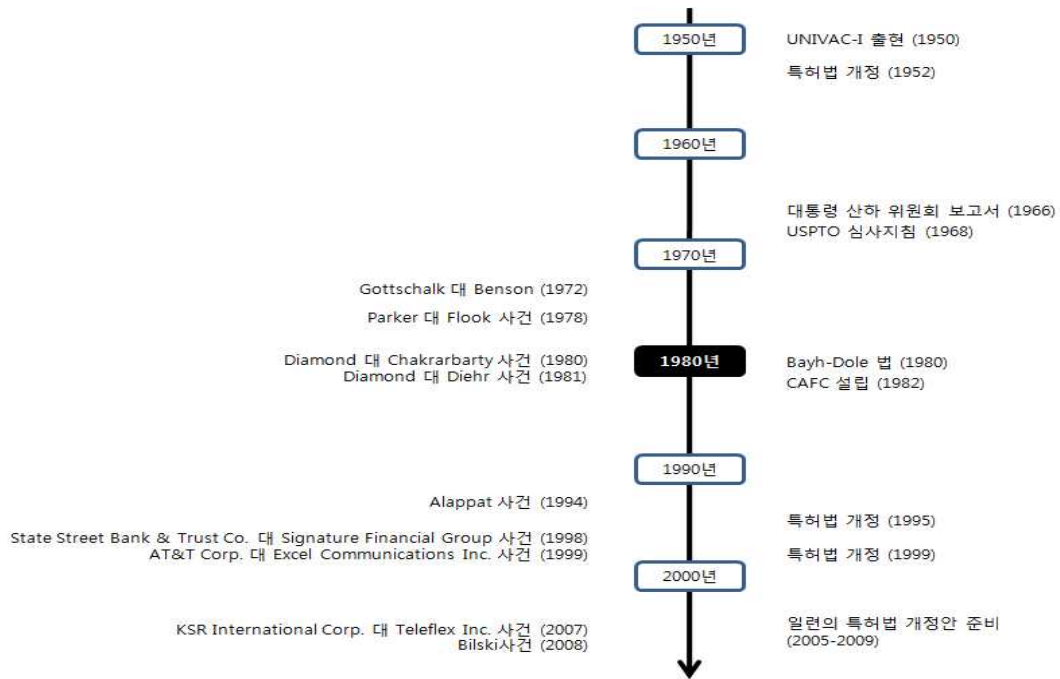 1950년
UNIVAC-I 출현 (1950)
특허법 개정 (1952)
1960년
대통령 산하 위원회 보고서 (1966)
USPTO 심사지침 (1968)
1970년
Gottschalk 대 Benson (1972)
Parker 대 Flook 사건 (1978)
Diamond 대 Chakrarbarty 사건 (1980)
Diamond 대 Diehr 사건 (1981)
1980년
Bayh-Dole 법 (1980)
CAFC 설립 (1982)
1990년
Alappat 사건 (1994)
특허법 개정 (1995)
State Street Bank & Trust Co. 대 Signature Financial Group 사건 (1998)
AT&T Corp. 대 Excel Communications Inc. 사건 (1999)
특허법 개정 (1999)
2000년
KSR International Corp. 대 Teleflex Inc. 사건 (2007)
Bilski사건 (2008)
일련의 특허법 개정안 준비
(2005-2009)